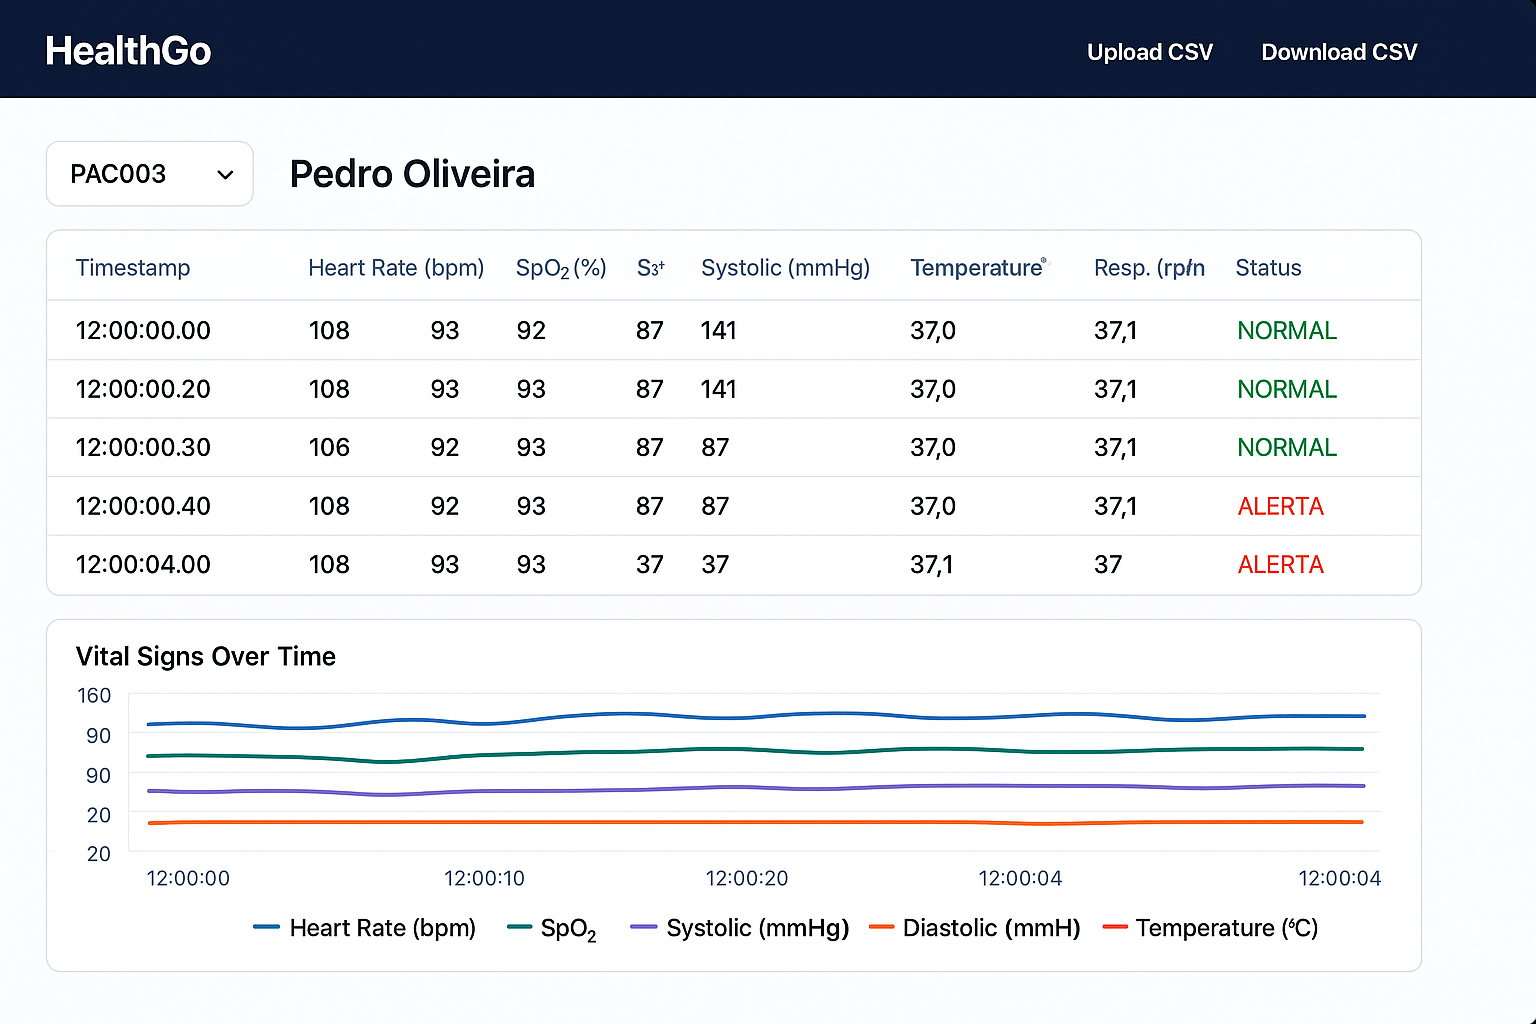 HealthGo Upload CSV Download CSV
PAC003 Pedro Oliveira
Timestamp Heart Rate (bpm) SpO₂ (%) S₃⁺ Systolic (mmHg) Temperature° Resp.
12:00:00.00 108 93 92 87 141 37,0 37,1 NORMAL
12:00:00.20 108 93 93 87 141 37,0 37,1 NORMAL
12:00:00.30 106 92 93 87 87 37,0 37,1 NORMAL
12:00:00.40 108 92 93 87 87 37,0 37,1 ALERTA
12:00:04.00 108 93 93 37 37 37,1 37 ALERTA
Vital Signs Over Time
160
90
90
20
20
12:00:00 12:00:10 12:00:20 12:00:04 12:00:04
Heart Rate (bpm) SpO₂ Systolic (mmHg) Diastolic (mmH) Temperature (°C)